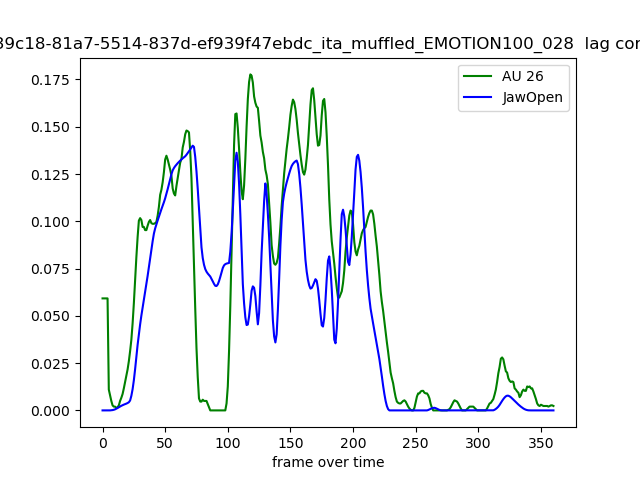 39c18-81a7-5514-837d-ef939f47ebdc_ita_muffled_EMOTION100_028 lag cor
AU 26
JawOpen
0.175
0.150
0.125
0.100
0.075
0.050
0.025
0.000
0 50 100 150 200 250 300 350
frame over time